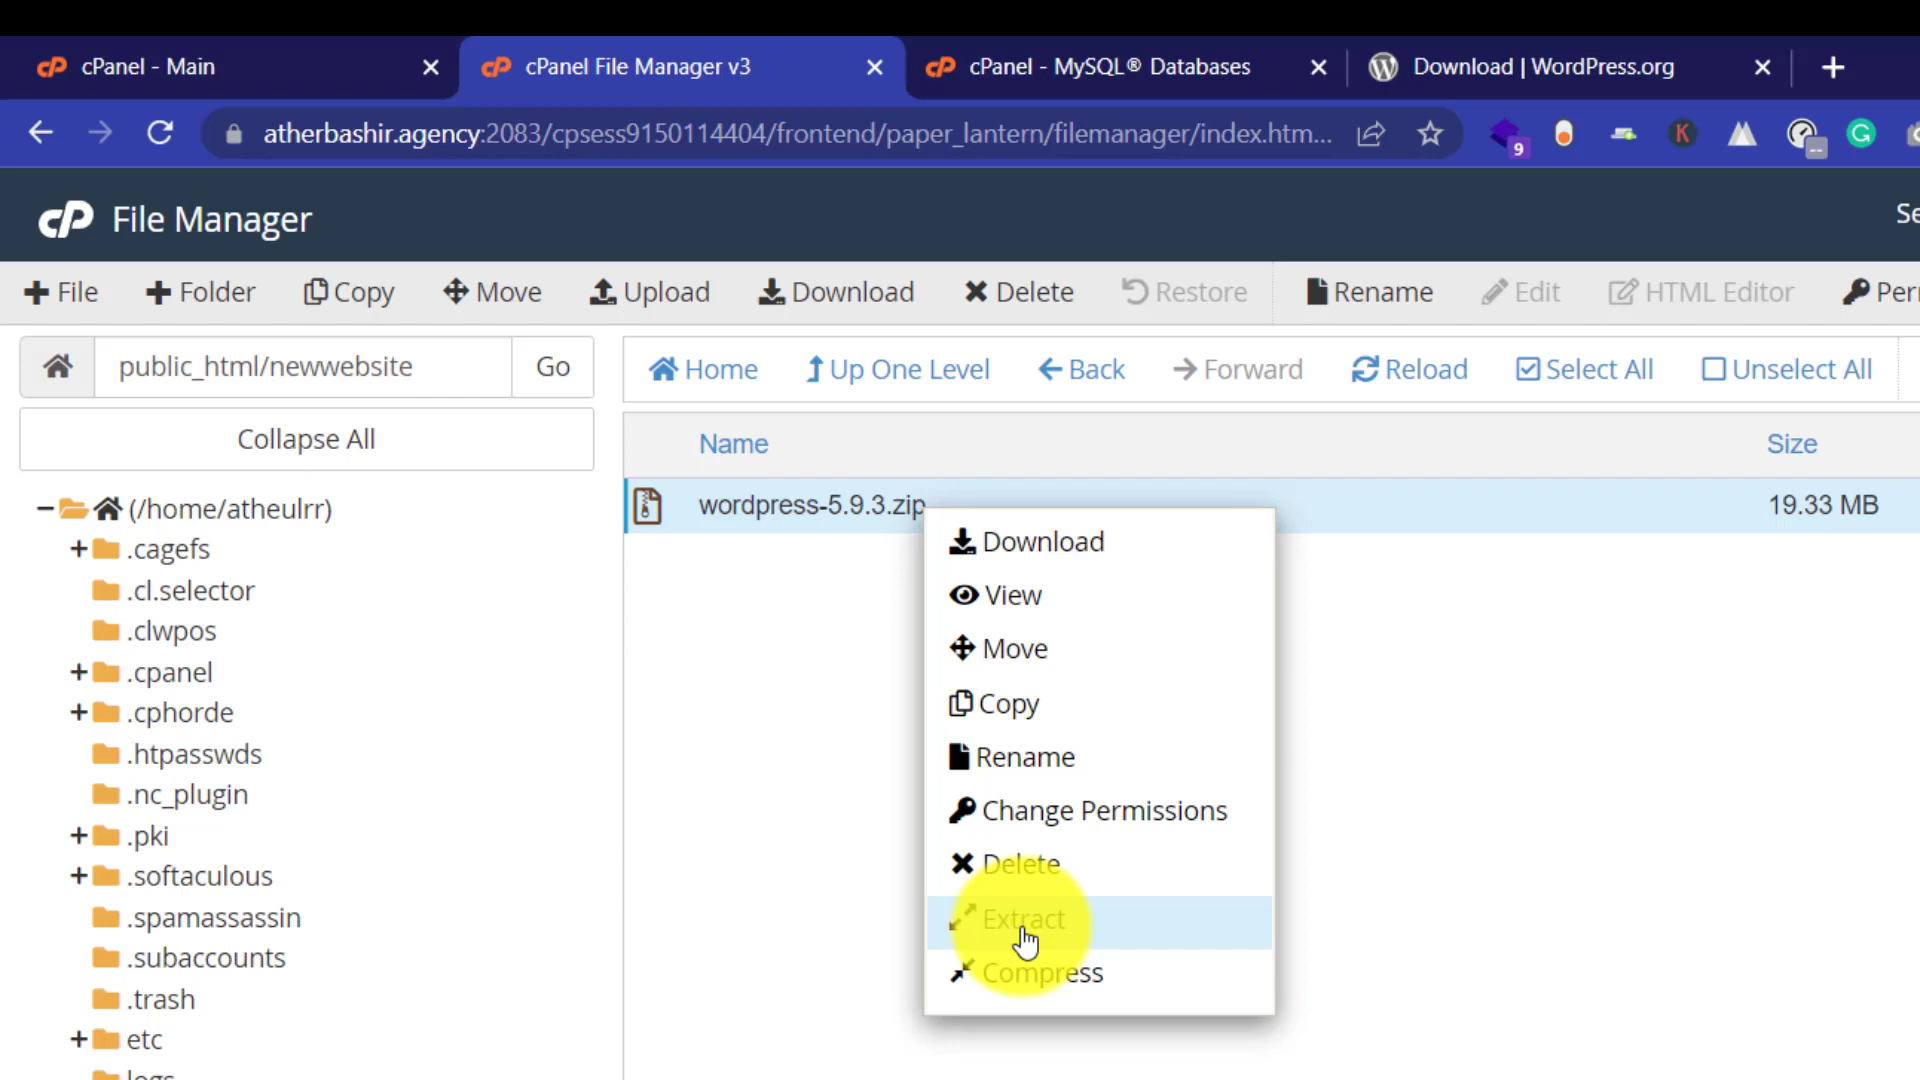 cPanel - Main
cPanel File Manager v3
cPanel - MySQL® Databases
Download | WordPress.org
atherbashir.agency:2083/cpsess9150114404/frontend/paper_lantern/filemanager/index.htm...
9
K
G
cP File Manager
Se
File
Folder
Copy
Move
Upload
Download
Delete
Restore
Rename
Edit
HTML Editor
Per
public_html/newwebsite
Go
Home
Up One Level
Back
Forward
Reload
Select All
Unselect All
Collapse All
Name
Size
(/home/atheulrr)
wordpress-5.9.3.zip
19.33 MB
.cagefs
.cl.selector
.clwpos
.cpanel
.cphorde
.htpasswds
.nc_plugin
.pki
.softaculous
.spamassassin
.subaccounts
.trash
etc
logs
Download
View
Move
Copy
Rename
Change Permissions
Delete
Extract
Compress